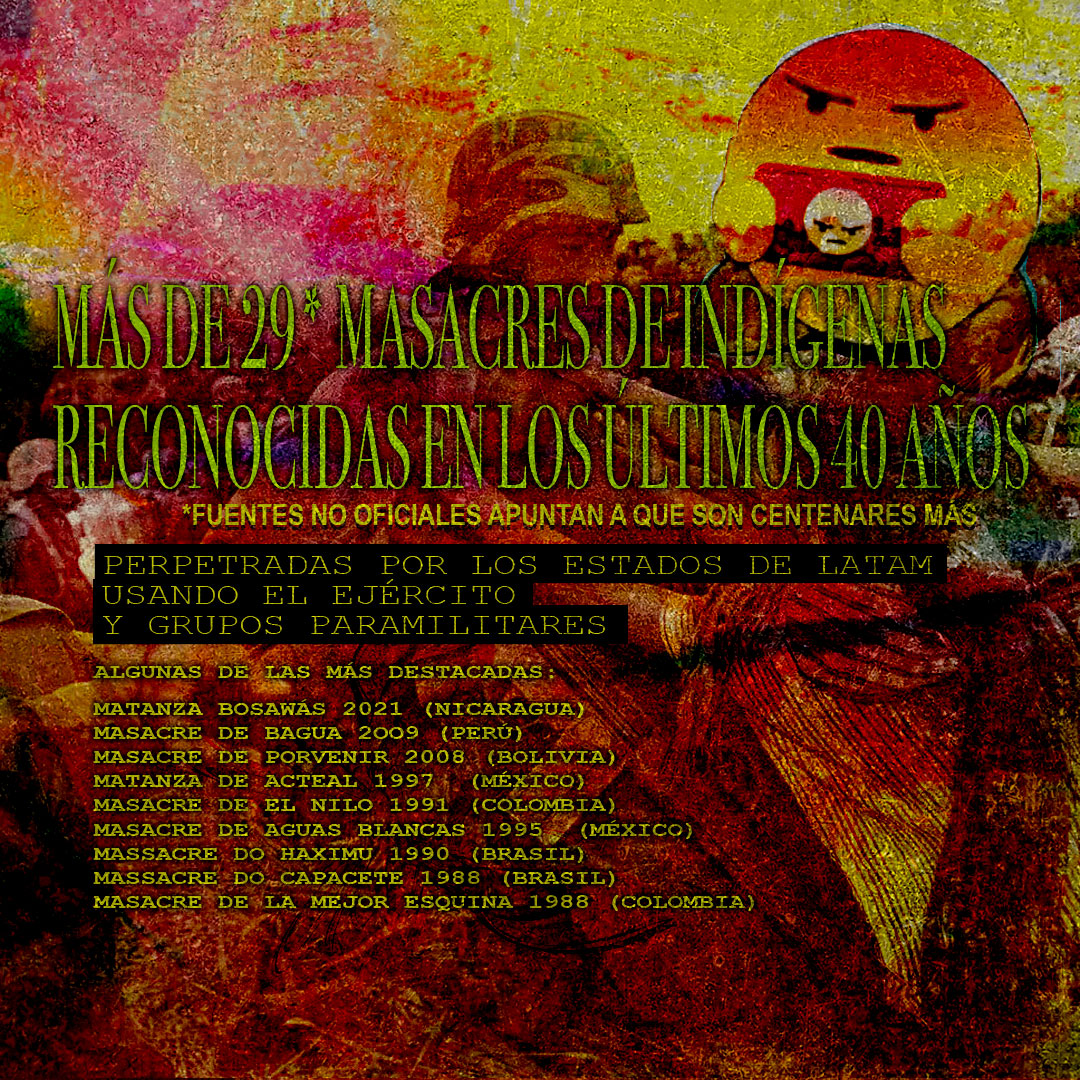 MÁS DE 29* MASACRES DE INDÍGENAS
RECONOCIDAS EN LOS ÚLTIMOS 40 AÑOS
*FUENTES NO OFICIALES APUNTAN A QUE SON CENTENARES MÁS
PERPETRADAS POR LOS ESTADOS DE LATAM
USANDO EL EJÉRCITO
Y GRUPOS PARAMILITARES
ALGUNAS DE LAS MÁS DESTACADAS:
MATANZA BOSAWÁS 2021 (NICARAGUA)
MASACRE DE BAGUA 2009 (PERÚ)
MASACRE DE PORVENIR 2008 (BOLIVIA)
MATANZA DE ACTEAL 1997 (MÉXICO)
MASACRE DE EL NILO 1991 (COLOMBIA)
MASACRE DE AGUAS BLANCAS 1995 (MÉXICO)
MASSACRE DO HAXIMU 1990 (BRASIL)
MASSACRE DO CAPACETE 1988 (BRASIL)
MASACRE DE LA MEJOR ESQUINA 1988 (COLOMBIA)